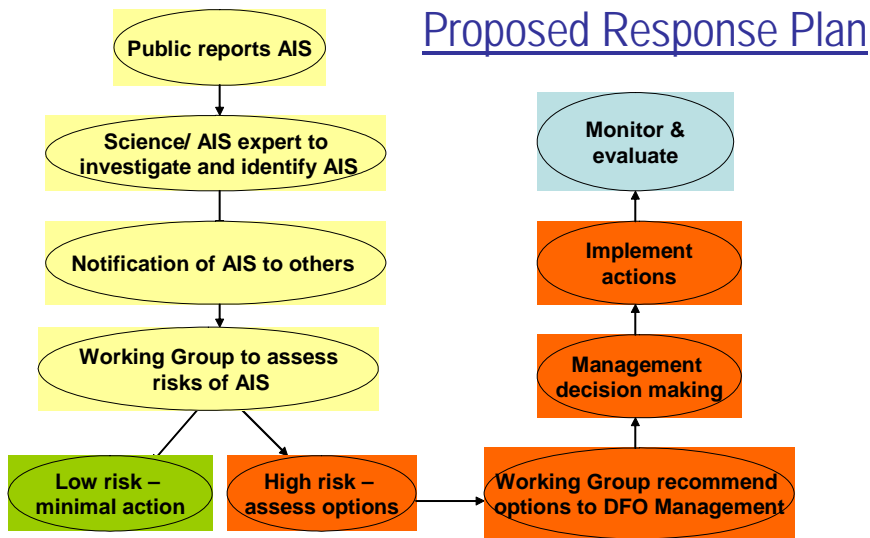 Proposed Response Plan
Public reports AIS
Science/ AIS expert to
investigate and identify AIS
Notification of AIS to others
Working Group to assess
risks of AIS
Low risk –
minimal action
High risk –
assess options
Working Group recommend
options to DFO Management
Management
decision making
Implement
actions
Monitor &
evaluate